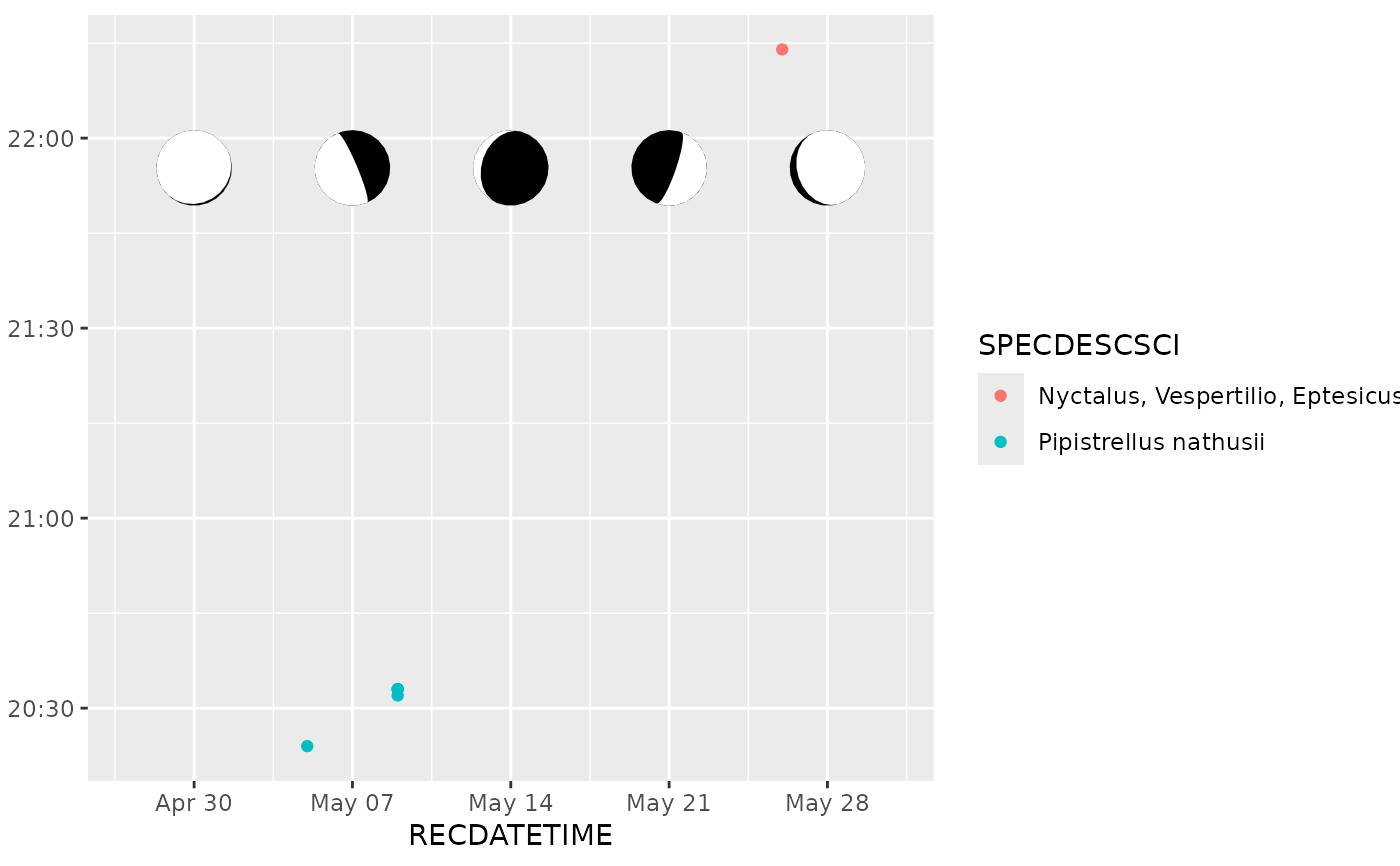 22:00
21:30
21:00
20:30
Apr 30 May 07 May 14 May 21 May 28
RECDATETIME
SPECDESCSCI
Nyctalus, Vespertilio, Eptesicus
Pipistrellus nathusii